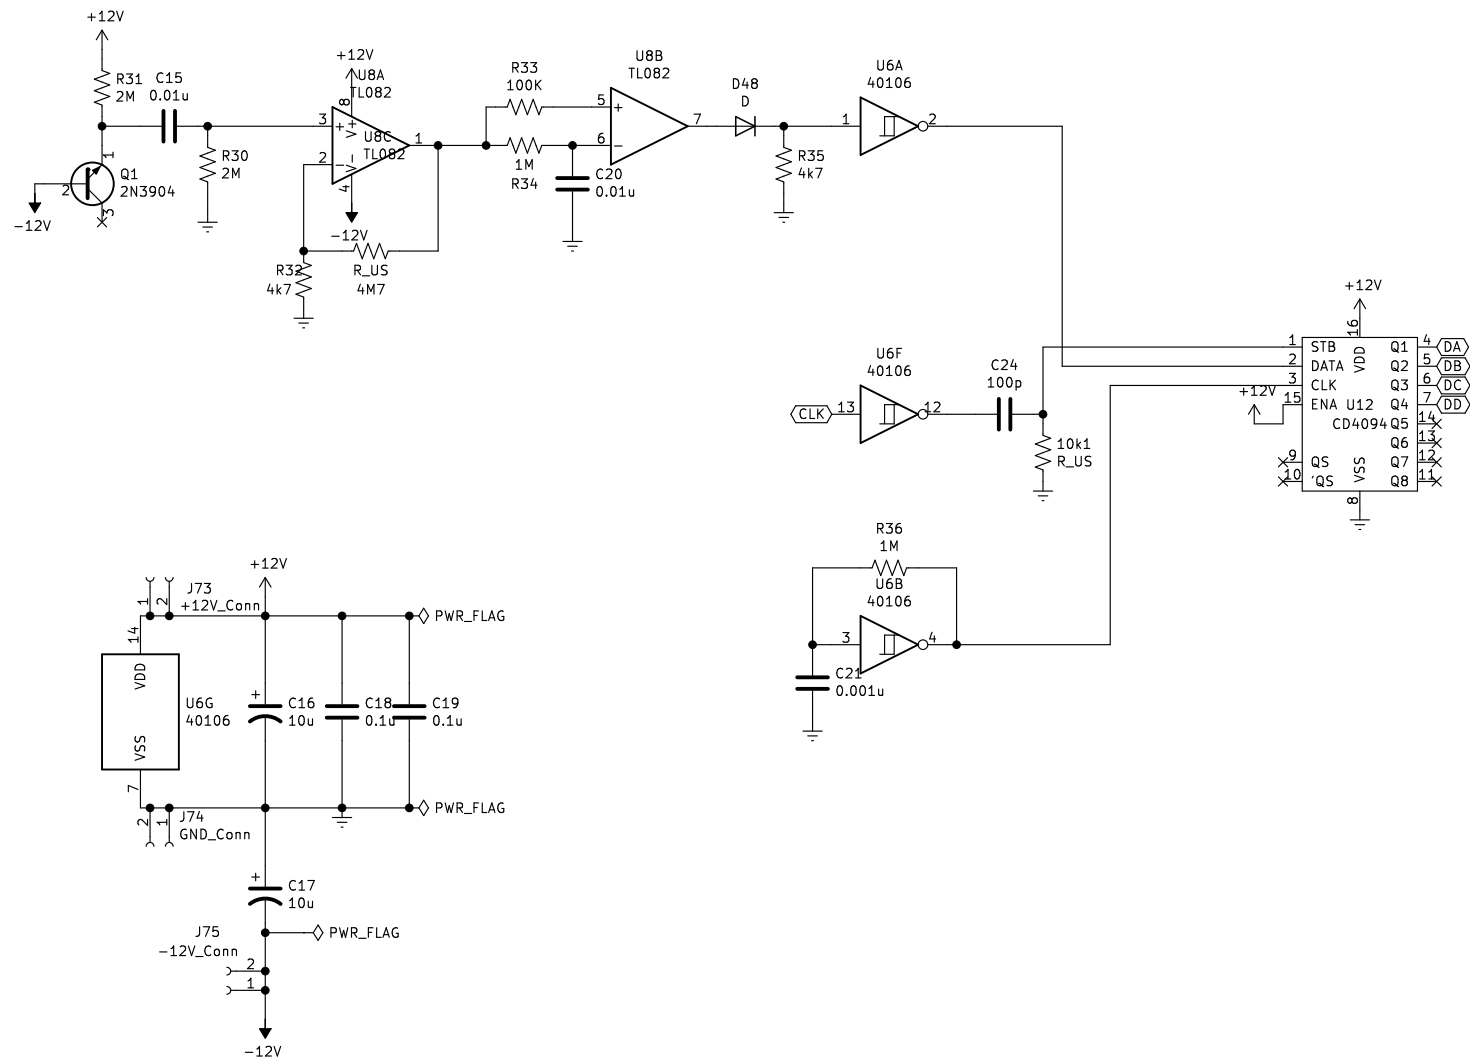 +12V
R31
2M
C15
0.01u
R30
2M
1
Q1
2N3904
2
3
-12V
+12V
U8A
TL082
8
V+
3
+
2
-
U8C
TL082
V-
4
1
-12V
R32
4k7
R_US
4M7
R33
100K
1M
R34
C20
0.01u
U8B
TL082
5
+
6
-
7
D48
D
R35
4k7
U6A
40106
1
2
U6F
40106
CLK
13
12
C24
100p
10k1
R_US
+12V
16
VDD
1
STB
Q1
4
DA
2
DATA
Q2
5
DB
3
CLK
Q3
6
DC
+12V
15
ENA
U12
Q4
7
DD
CD4094
Q5
14
Q6
13
9
QS
Q7
12
10
'QS
Q8
11
VSS
8
R36
1M
U6B
40106
3
4
C21
0.001u
+12V
1
2
J73
+12V_Conn
PWR_FLAG
14
VDD
U6G
40106
VSS
7
+
C16
10u
C18
0.1u
C19
0.1u
2
1
J74
GND_Conn
PWR_FLAG
+
C17
10u
J75
-12V_Conn
PWR_FLAG
2
1
-12V